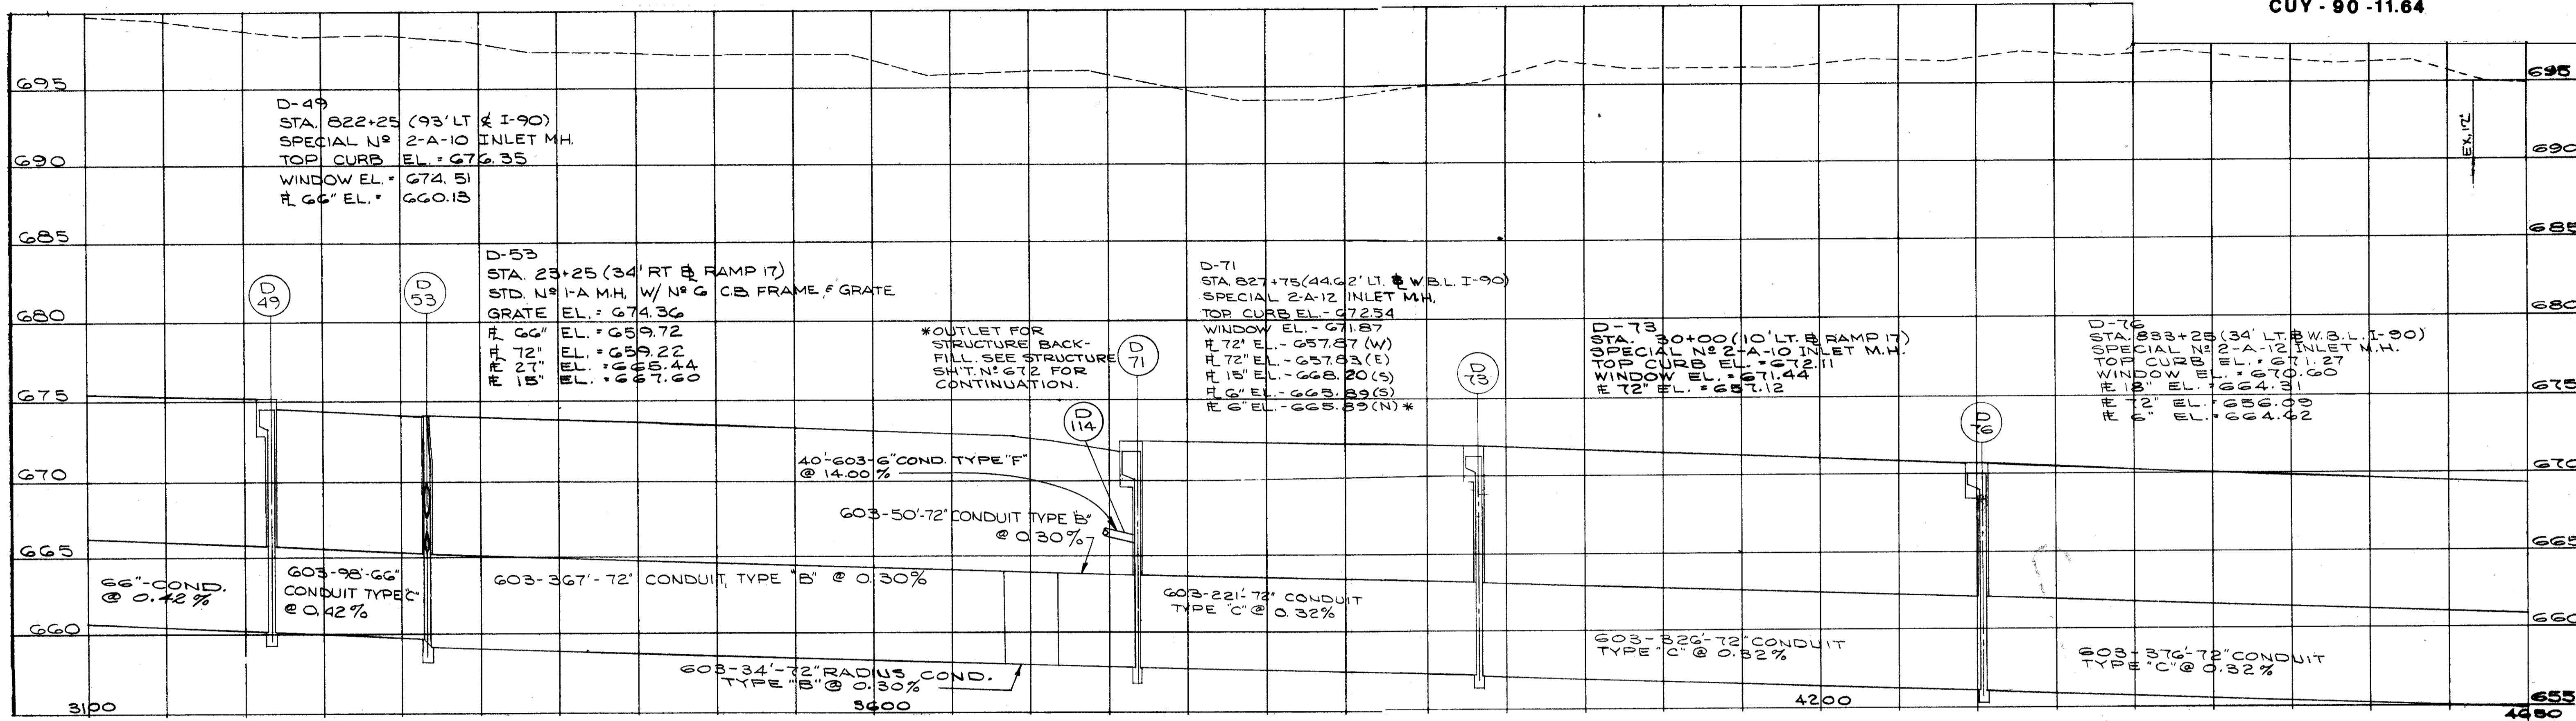 CUY - 90 -11.64
695
690
685
680
675
670
665
660
D-49
STA. 822+25 (93' LT ℄ I-90)
SPECIAL Nº 2-A-10 INLET M.H.
TOP CURB EL. = 676.35
WINDOW EL. = 674.51
℄ 66" EL. = 660.13
D
49
D
53
D-53
STA. 23+25 (34' RT ℄ RAMP 17)
STD. Nº 1-A M.H. W/ Nº 6 C.B. FRAME & GRATE
GRATE EL. = 674.36
℄ 66" EL. = 659.72
℄ 72" EL. = 659.22
℄ 27" EL. = 665.44
℄ 15" EL. = 667.60
*OUTLET FOR
STRUCTURE BACK-
FILL. SEE STRUCTURE
SH'T. Nº 672 FOR
CONTINUATION.
D
71
D
114
D-71
STA. 827+75 (44.62' LT. ℄ W.B.L. I-90)
SPECIAL 2-A-12 INLET M.H.
TOP CURB EL.-672.54
WINDOW EL.-671.87
℄ 72" EL.-657.87 (W)
℄ 72" EL.-657.83 (E)
℄ 15" EL.-668.20 (S)
℄ 6" EL.-665.89 (S)
℄ 6" EL.-665.89 (N) *
D
73
D-73
STA. 30+00 (10' LT. ℄ RAMP 17)
SPECIAL Nº 2-A-10 INLET M.H.
TOP CURB EL. = 672.11
WINDOW EL. = 671.44
℄ 72" EL. = 657.12
D
76
D-76
STA. 833+25 (34' LT. ℄ W.B.L. I-90)
SPECIAL Nº 2-A-12 INLET M.H.
TOP CURB EL. = 671.27
WINDOW EL. = 670.60
℄ 18" EL. = 664.31
℄ 72" EL. = 656.09
℄ 6" EL. = 664.62
EX. 12"
695
690
685
680
675
670
665
660
655
40'-603-6" COND. TYPE "F"
@ 14.00%
603-50'-72" CONDUIT TYPE "B"
@ 0.30%
66"-COND.
@ 0.42%
603-98'-66"
CONDUIT TYPE "C"
@ 0.42%
603-367'-72" CONDUIT, TYPE "B" @ 0.30%
603-34'-72" RADIUS COND.
TYPE "B" @ 0.30%
603-221'-72" CONDUIT
TYPE "C" @ 0.32%
603-326'-72" CONDUIT
TYPE "C" @ 0.32%
603-376'-72" CONDUIT
TYPE "C" @ 0.32%
3100
3600
4200